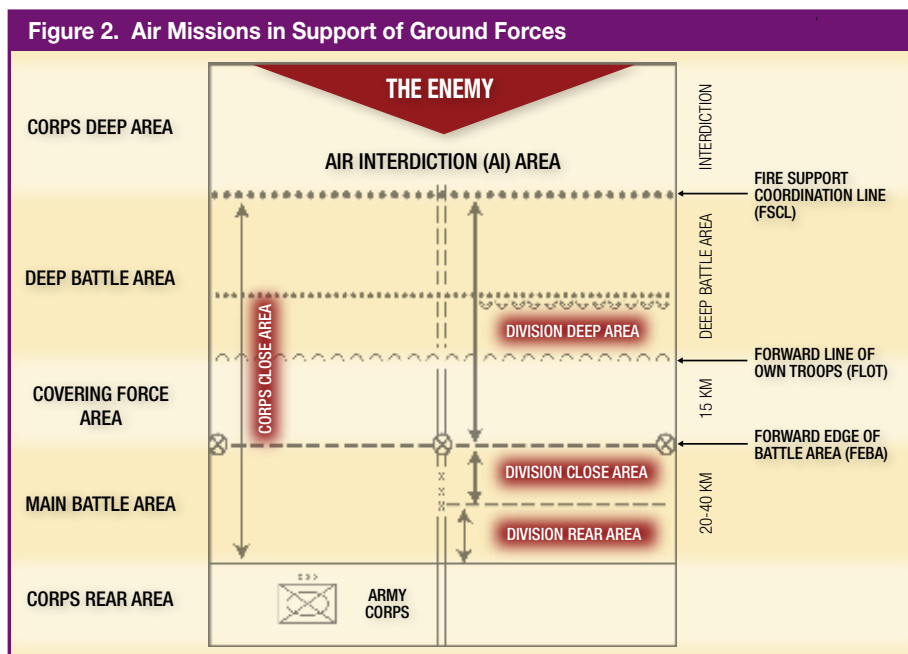 Figure 2. Air Missions in Support of Ground Forces
THE ENEMY
CORPS DEEP AREA
AIR INTERDICTION (AI) AREA
INTERDICTION
FIRE SUPPORT
COORDINATION LINE
(FSCL)
DEEP BATTLE AREA
DEEEP BATTLE AREA
DIVISION DEEP AREA
CORPS CLOSE AREA
FORWARD LINE OF
OWN TROOPS (FLOT)
COVERING FORCE
AREA
15 KM
FORWARD EDGE OF
BATTLE AREA (FEBA)
DIVISION CLOSE AREA
MAIN BATTLE AREA
20-40 KM
DIVISION REAR AREA
CORPS REAR AREA
ARMY
CORPS